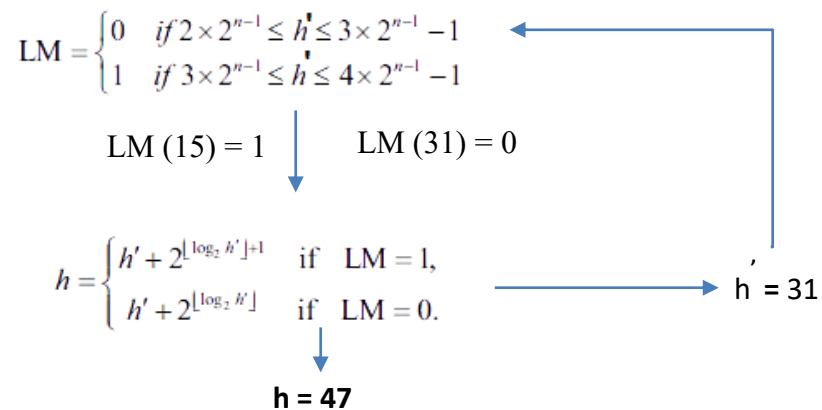 LM = {0 if 2 × 2^{n-1} ≤ h' ≤ 3 × 2^{n-1} − 1
1 if 3 × 2^{n-1} ≤ h' ≤ 4 × 2^{n-1} − 1
LM (15) = 1 LM (31) = 0
h = {h' + 2^{⌊log₂ h'⌋+1} if LM = 1,
h' + 2^{⌊log₂ h'⌋} if LM = 0.
h' = 31
h = 47